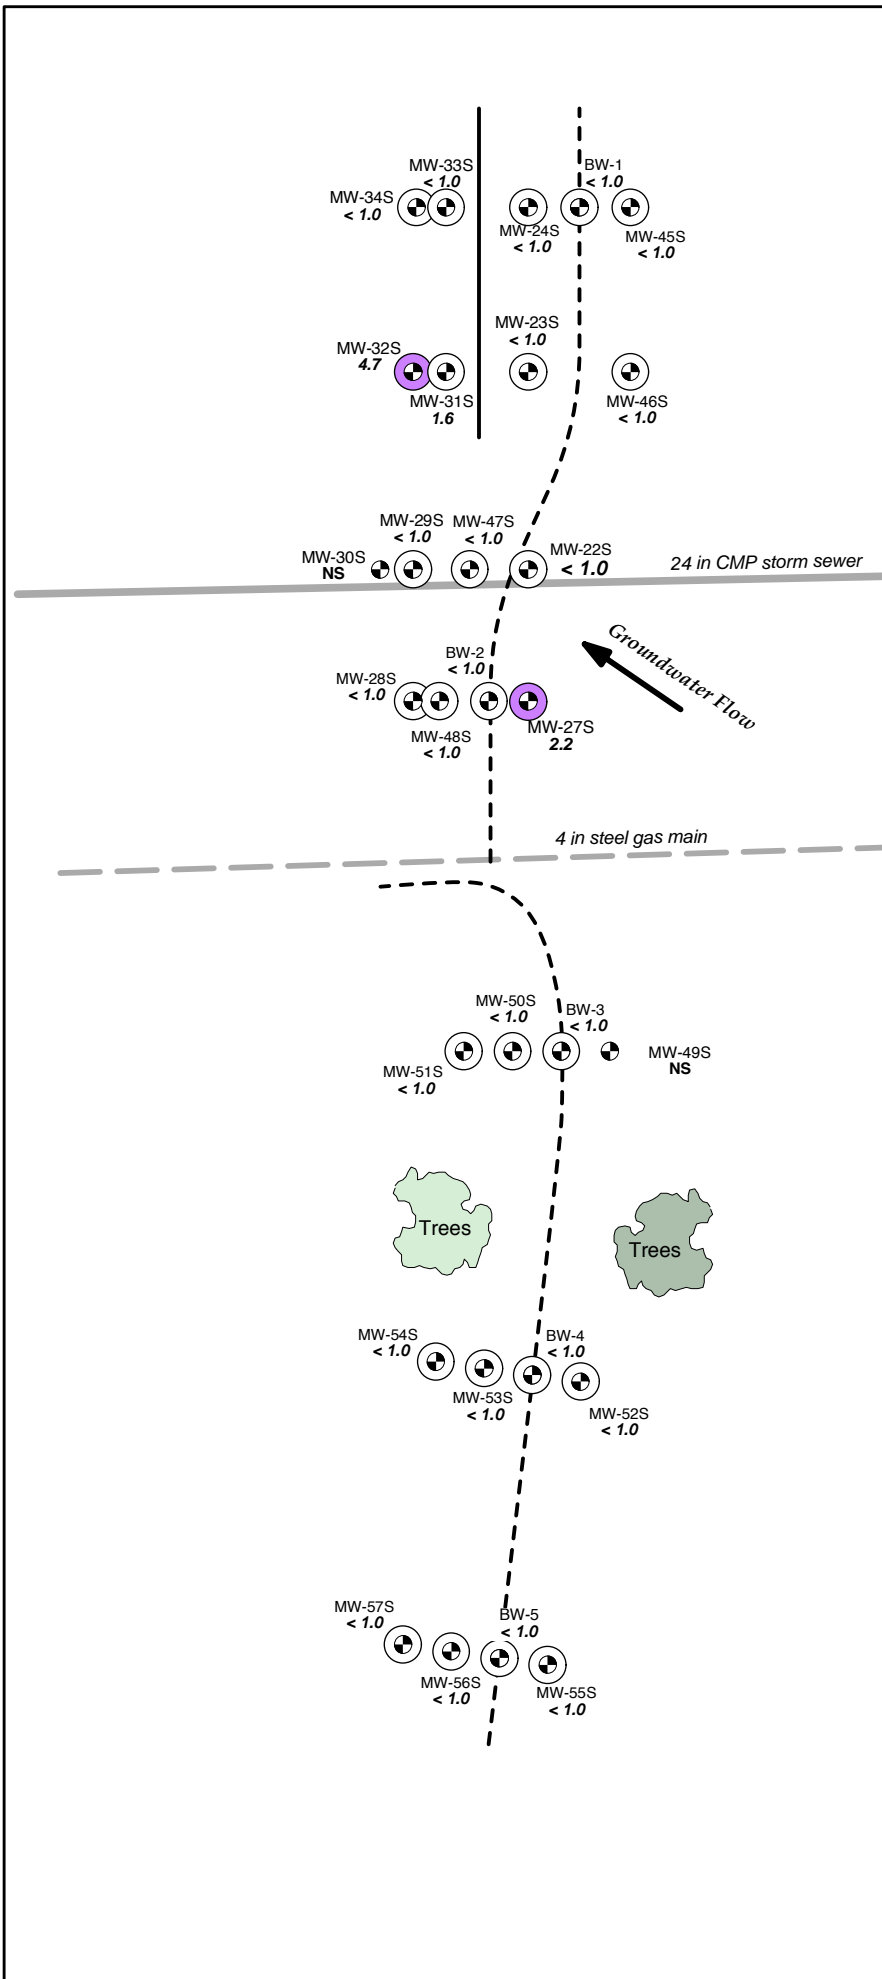 MW-33S
< 1.0
MW-34S
< 1.0
BW-1
< 1.0
MW-24S
< 1.0
MW-45S
< 1.0
MW-23S
< 1.0
MW-32S
4.7
MW-31S
1.6
MW-46S
< 1.0
MW-29S
< 1.0
MW-47S
< 1.0
MW-30S
NS
MW-22S
< 1.0
24 in CMP storm sewer
Groundwater Flow
BW-2
< 1.0
MW-28S
< 1.0
MW-48S
< 1.0
MW-27S
2.2
4 in steel gas main
MW-50S
< 1.0
BW-3
< 1.0
MW-49S
NS
MW-51S
< 1.0
Trees
Trees
MW-54S
< 1.0
BW-4
< 1.0
MW-53S
< 1.0
MW-52S
< 1.0
MW-57S
< 1.0
BW-5
< 1.0
MW-56S
< 1.0
MW-55S
< 1.0